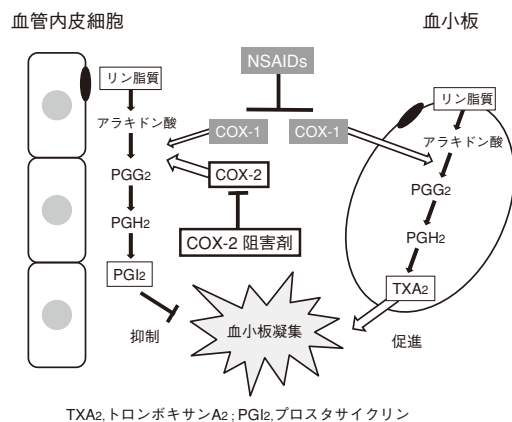 血管内皮細胞
血小板
NSAIDs
リン脂質
リン脂質
アラキドン酸
COX-1
COX-1
アラキドン酸
PGG2
COX-2
PGG2
PGH2
COX-2 阻害剤
PGH2
PGI2
TXA2
抑制
血小板凝集
促進
TXA2,トロンボキサンA2 ; PGI2,プロスタサイクリン